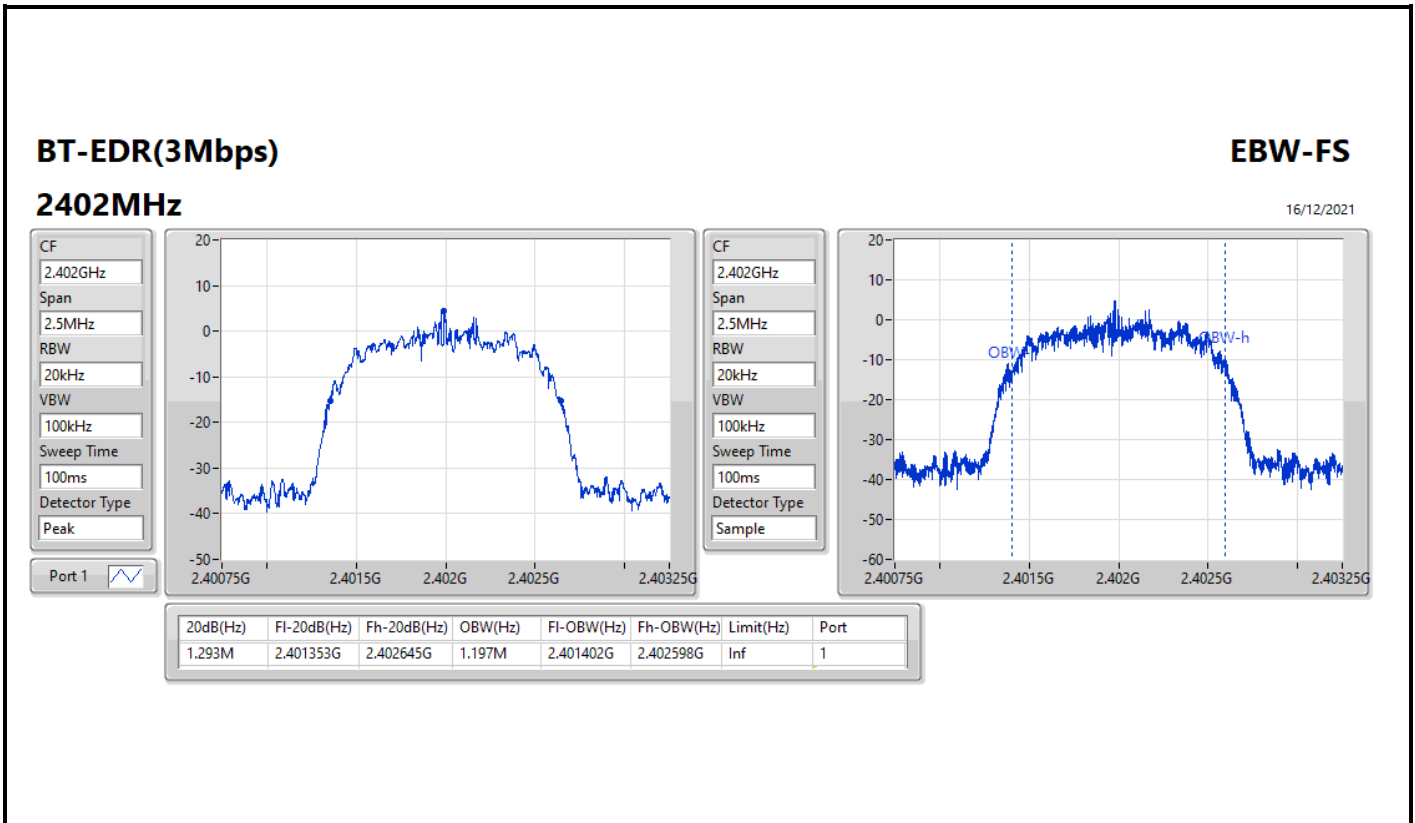 BT-EDR(3Mbps)
EBW-FS
2402MHz
16/12/2021
CF
2.402GHz
Span
2.5MHz
RBW
20kHz
VBW
100kHz
Sweep Time
100ms
Detector Type
Peak
Port 1
20
10
0
-10
-20
-30
-40
-50
2.40075G 2.4015G 2.402G 2.4025G 2.40325G
CF
2.402GHz
Span
2.5MHz
RBW
20kHz
VBW
100kHz
Sweep Time
100ms
Detector Type
Sample
20
10
0
-10
-20
-30
-40
-50
-60
OBW-h
2.40075G 2.4015G 2.402G 2.4025G 2.40325G
20dB(Hz) Fl-20dB(Hz) Fh-20dB(Hz) OBW(Hz) Fl-OBW(Hz) Fh-OBW(Hz) Limit(Hz) Port
1.293M 2.401353G 2.402645G 1.197M 2.401402G 2.402598G Inf 1